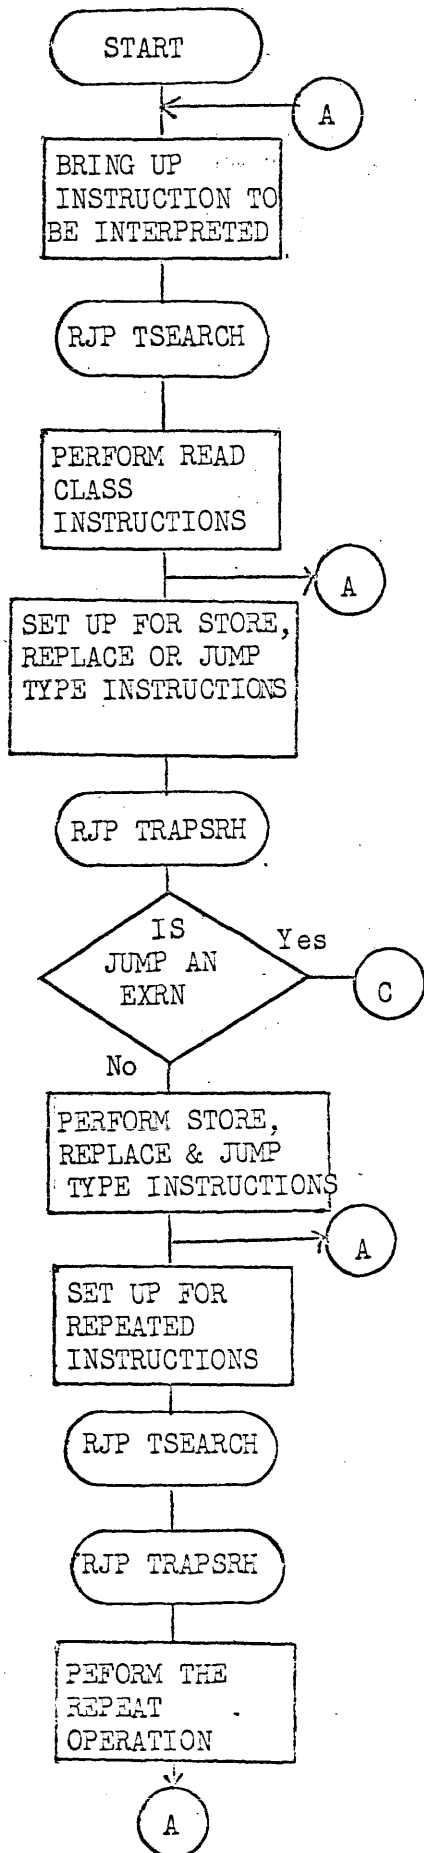 START
A
BRING UP
INSTRUCTION TO
BE INTERPRETED
RJP TSEARCH
PERFORM READ
CLASS
INSTRUCTIONS
A
SET UP FOR STORE,
REPLACE OR JUMP
TYPE INSTRUCTIONS
RJP TRAPSRH
IS
JUMP AN
EXRN
Yes
C
No
PERFORM STORE,
REPLACE & JUMP
TYPE INSTRUCTIONS
A
SET UP FOR
REPEATED
INSTRUCTIONS
RJP TSEARCH
RJP TRAPSRH
PEFORM THE
REPEAT
OPERATION
A